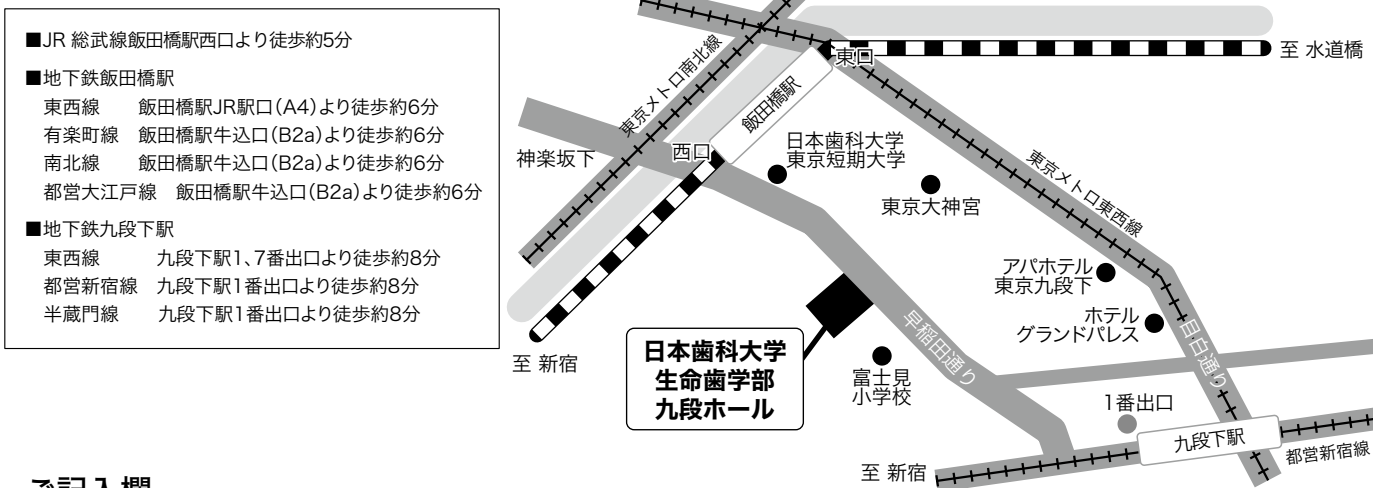 ■JR 総武線飯田橋駅西口より徒歩約5分
■地下鉄飯田橋駅
東西線 飯田橋駅JR駅口(A4)より徒歩約6分
有楽町線 飯田橋駅牛込口(B2a)より徒歩約6分
南北線 飯田橋駅牛込口(B2a)より徒歩約6分
都営大江戸線 飯田橋駅牛込口(B2a)より徒歩約6分
■地下鉄九段下駅
東西線 九段下駅1、7番出口より徒歩約8分
都営新宿線 九段下駅1番出口より徒歩約8分
半蔵門線 九段下駅1番出口より徒歩約8分
東京メトロ南北線
東口
至 水道橋
飯田橋駅
神楽坂下
西口
日本歯科大学
東京短期大学
東京大神宮
東京メトロ東西線
アパホテル
東京九段下
ホテル
グランドパレス
目白通り
早稲田通り
至 新宿
日本歯科大学
生命歯学部
九段ホール
富士見
小学校
1番出口
九段下駅
至 新宿
都営新宿線
ご記入欄